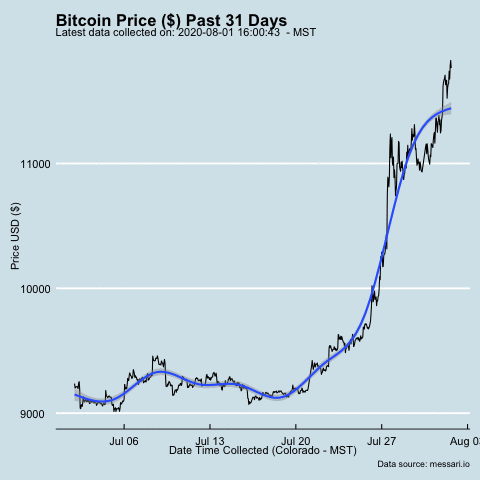 Bitcoin Price ($) Past 31 Days
Latest data collected on: 2020-08-01 16:00:43  - MST
Price USD ($)
11000
10000
9000
Jul 06 Jul 13 Jul 20 Jul 27 Aug 03
Date Time Collected (Colorado - MST)
Data source: messari.io